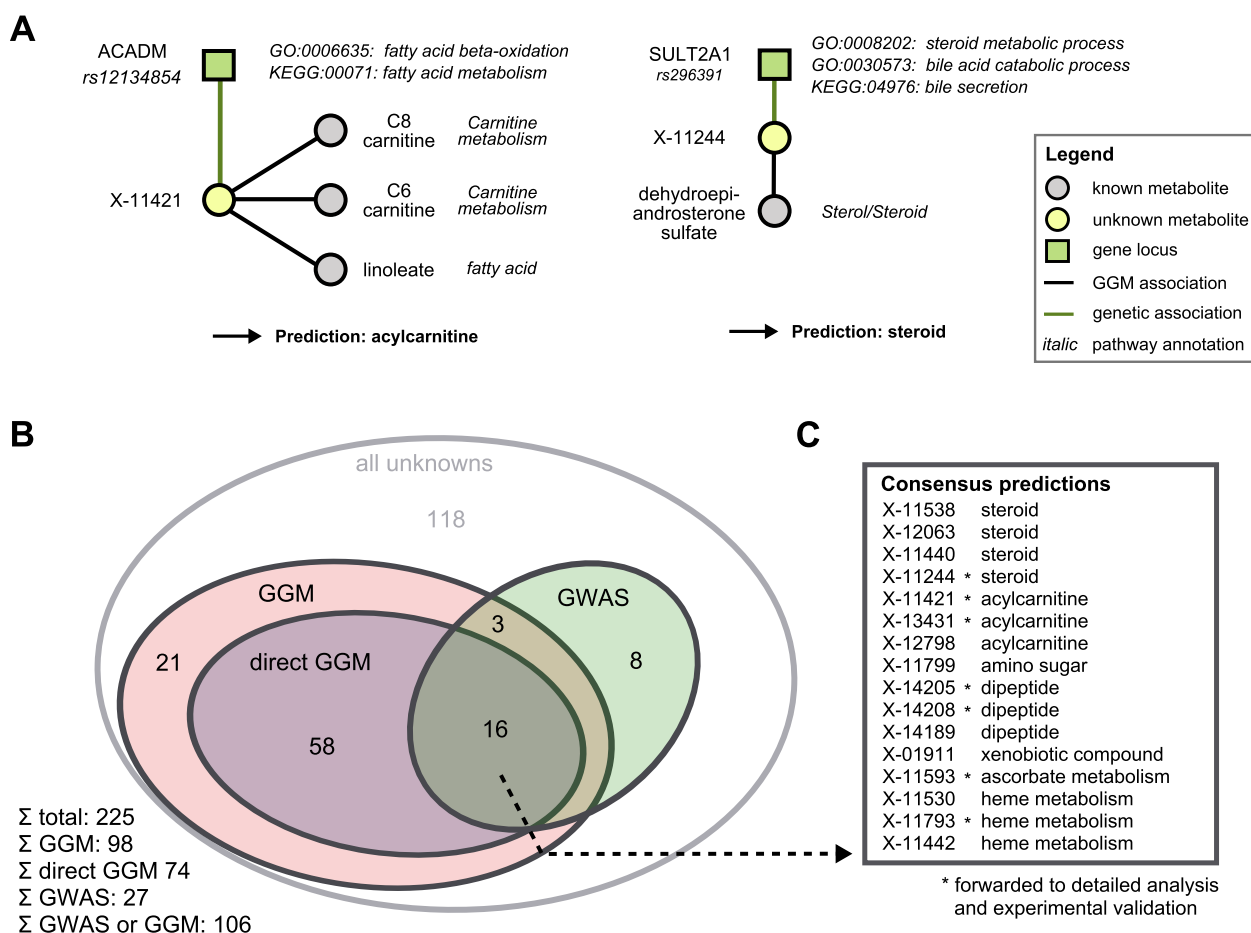 A
ACADM
rs12134854
GO:0006635: fatty acid beta-oxidation
KEGG:00071: fatty acid metabolism
C8
carnitine
Carnitine
metabolism
X-11421
C6
carnitine
Carnitine
metabolism
linoleate
fatty acid
Prediction: acylcarnitine
SULT2A1
rs296391
GO:0008202: steroid metabolic process
GO:0030573: bile acid catabolic process
KEGG:04976: bile secretion
X-11244
dehydroepi-
androsterone
sulfate
Sterol/Steroid
Prediction: steroid
Legend
known metabolite
unknown metabolite
gene locus
GGM association
genetic association
italic pathway annotation
B
all unknowns
118
GGM
GWAS
3
21
direct GGM
8
16
58
Σ total: 225
Σ GGM: 98
Σ direct GGM 74
Σ GWAS: 27
Σ GWAS or GGM: 106
C
Consensus predictions
X-11538 steroid
X-12063 steroid
X-11440 steroid
X-11244 * steroid
X-11421 * acylcarnitine
X-13431 * acylcarnitine
X-12798 acylcarnitine
X-11799 amino sugar
X-14205 * dipeptide
X-14208 * dipeptide
X-14189 dipeptide
X-01911 xenobiotic compound
X-11593 * ascorbate metabolism
X-11530 heme metabolism
X-11793 * heme metabolism
X-11442 heme metabolism
* forwarded to detailed analysis
and experimental validation